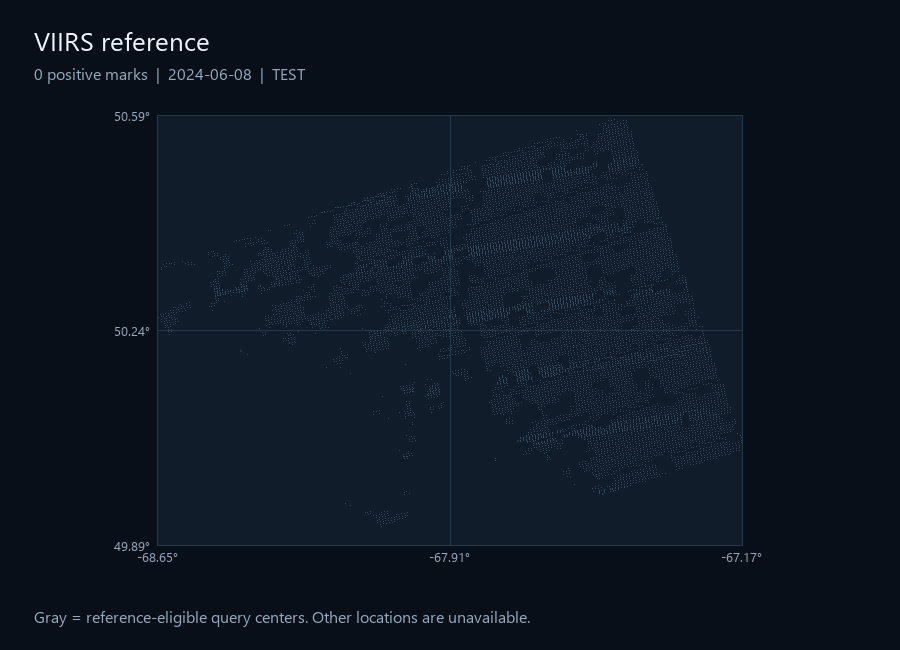 VIIRS reference
0 positive marks | 2024-06-08 | TEST
50.59°
50.24°
49.89°
-68.65°
-67.91°
-67.17°
Gray = reference-eligible query centers. Other locations are unavailable.